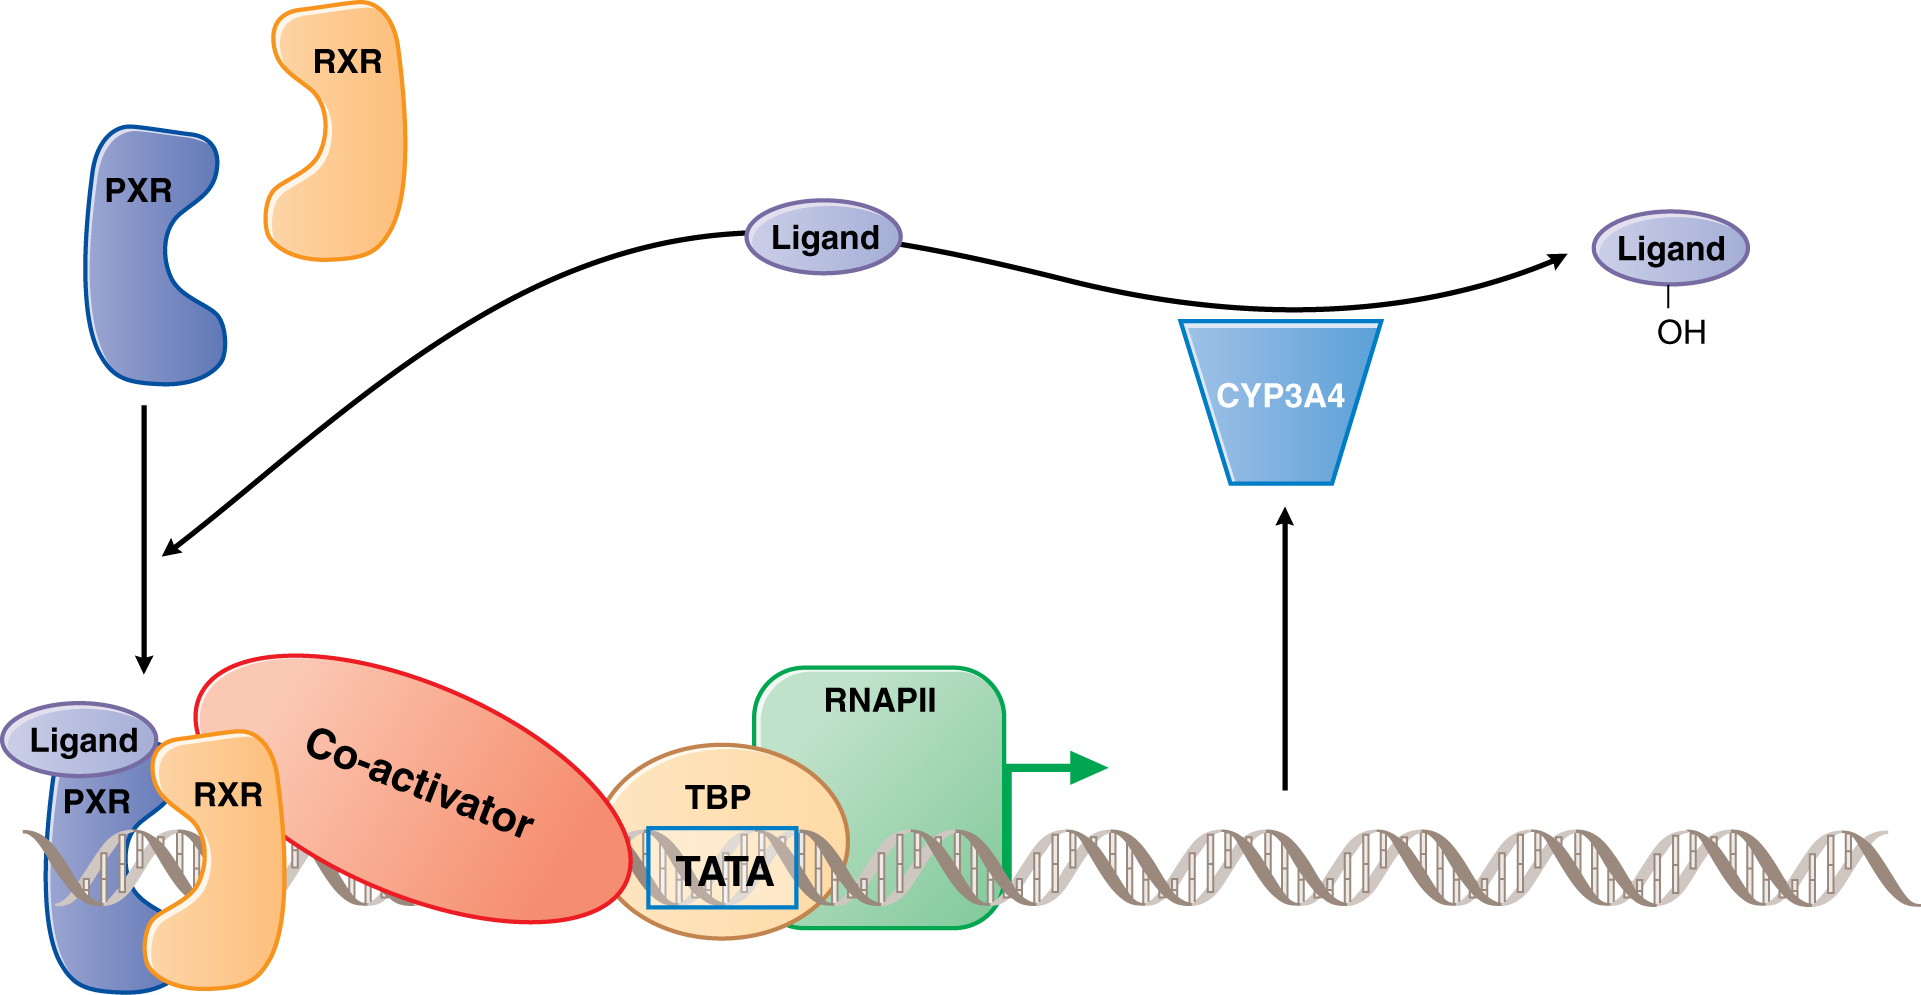 RXR
PXR
Ligand
Ligand
OH
CYP3A4
Ligand
PXR
RXR
Co-activator
TBP
TATA
RNAPII